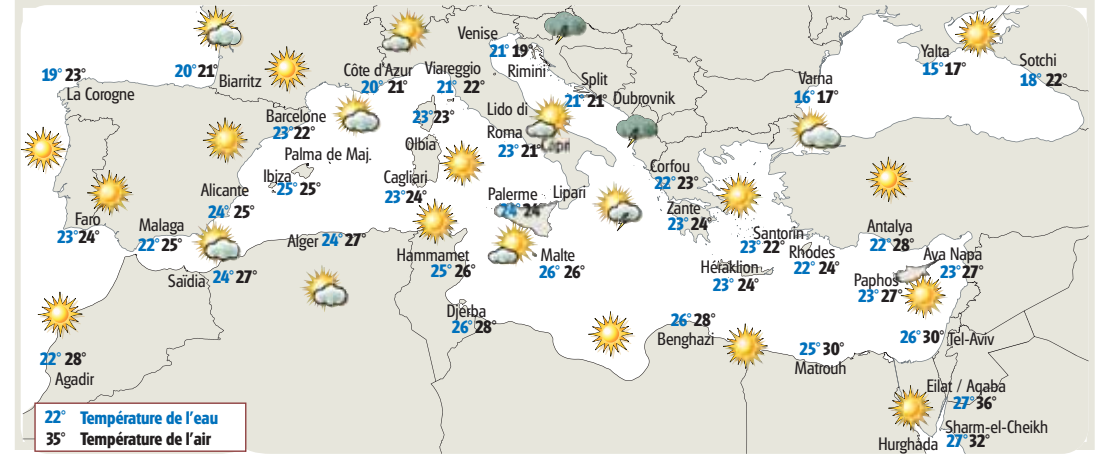 Venise
21° 19°
Rimini
Yalta
15° 17°
Sotchi
18° 22°
19° 23°
La Corogne
20° 21°
Biarritz
Côte d'Azur
20° 21°
Viareggio
21° 22°
Split
21° 21°
Dubrovnik
Varna
16° 17°
Barcelone
23° 22°
23° 23°
Olbia
Lido di
Roma
23° 21°
Capri
Palma de Maj.
Ibiza
25° 25°
Cagliari
23° 24°
Corfou
22° 23°
Alicante
24° 25°
Palerme
24° 24°
Lipari
Zante
23° 24°
Faro
23° 24°
Malaga
22° 25°
Alger 24° 27°
Santorin
23° 22°
Antalya
22° 28°
Hammamet
25° 26°
Malte
26° 26°
Rhodes
22° 24°
Ava Napa
23° 27°
Saïdia 24° 27°
Héraklion
23° 24°
Paphos
23° 27°
Djerba
26° 28°
26° 28°
Benghazi
26° 30° Tel-Aviv
25° 30°
Matrouh
22° 28°
Agadir
Eilat / Aqaba
27° 36°
Sharm-el-Cheikh
27° 32°
Hurghada
22° Température de l'eau
35° Température de l'air